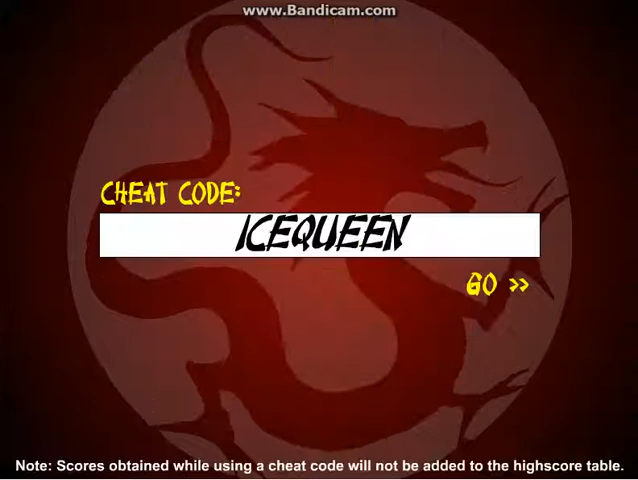 www.Bandicam.com
CHEAT CODE:
ICEQUEEN
GO >>
Note: Scores obtained while using a cheat code will not be added to the highscore table.